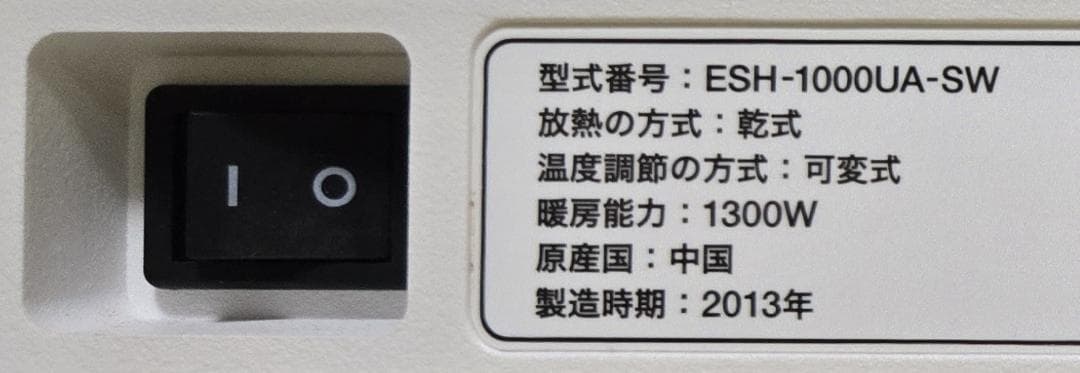 I O
型式番号：ESH-1000UA-SW
放熱の方式：乾式
温度調節の方式：可変式
暖房能力：1300W
原産国：中国
製造時期：2013年